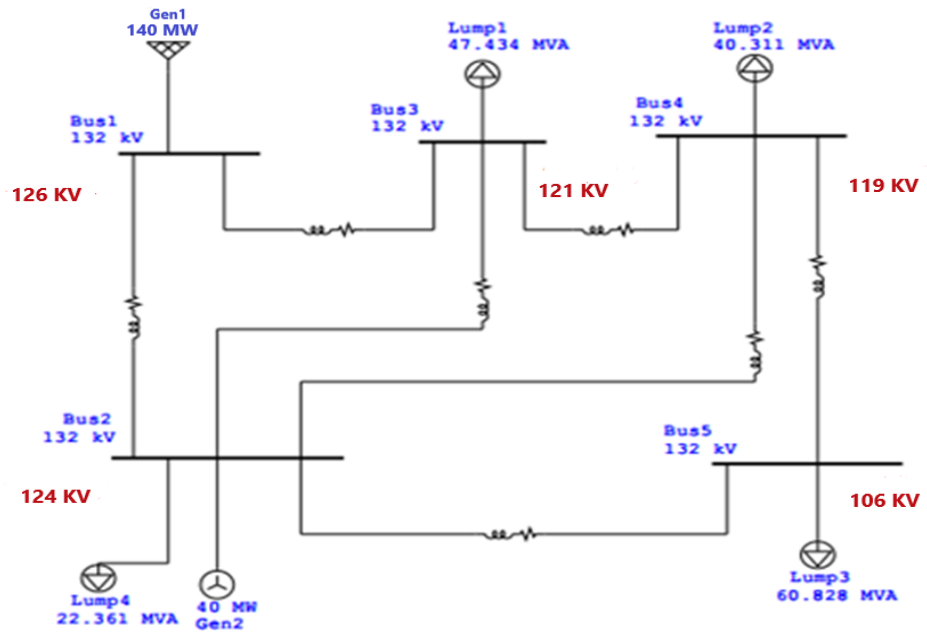 Gen1
140 MW
Lump1
47.434 MVA
Lump2
40.311 MVA
Bus1
132 kV
Bus3
132 kV
Bus4
132 kV
126 KV
121 KV
119 KV
Bus2
132 kV
Bus5
132 kV
124 KV
106 KV
Lump4
22.361 MVA
40 MW
Gen2
Lump3
60.828 MVA